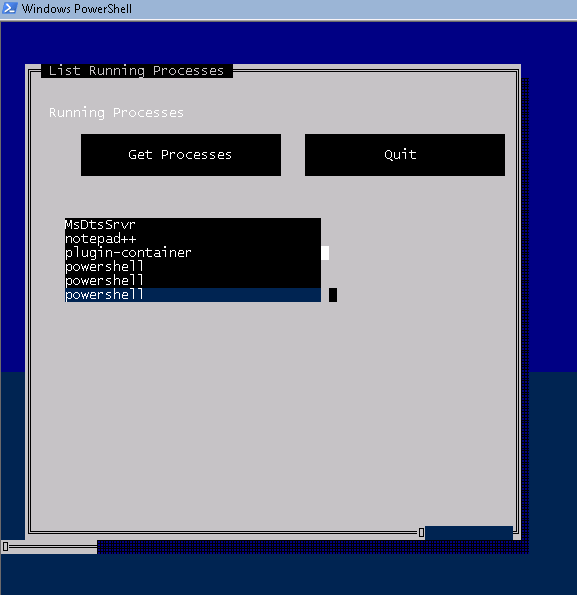 Windows PowerShell
List Running Processes
Running Processes
Get Processes Quit
MsDtsSrvr
notepad++
plugin-container
powershell
powershell
powershell